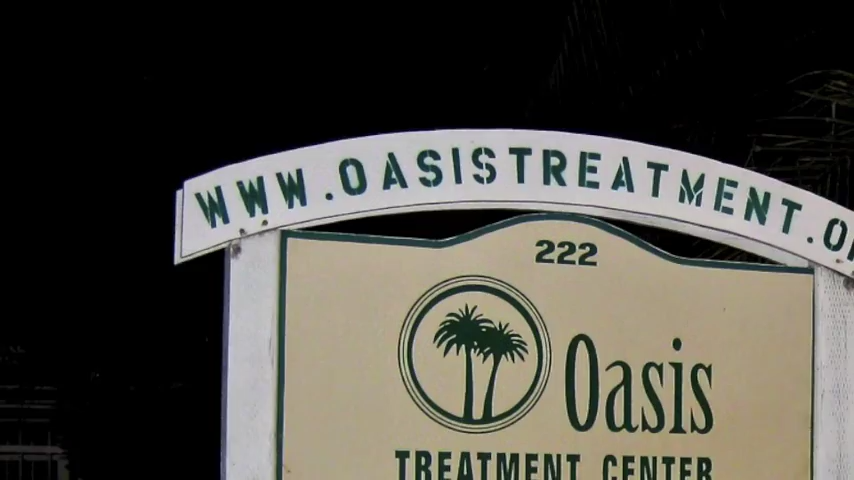 WWW.OASISTREATMENT.O
222
Oasis
TREATMENT CENTER